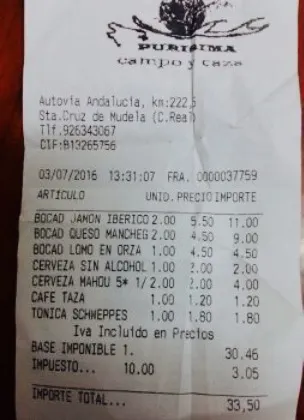 PURISIMA
campo y caza
Autovia Andalucia, km:222,5
Sta.Cruz de Mudela (C.Real)
Tlf.926343067
CIF:B13265756
03/07/2016 13:31:07 FRA. 0000037759
ARTICULO UNID. PRECIO IMPORTE
BOCAD JAMON IBERICO 2.00 5.50 11.00
BOCAD QUESO MANCHEG 2.00 4.50 9.00
BOCAD LOMO EN ORZA 1.00 4.50 4.50
CERVEZA SIN ALCOHOL 1.00 2.00 2.00
CERVEZA MAHOU 5* 1/ 2.00 2.00 4.00
CAFE TAZA 1.00 1.20 1.20
TONICA SCHWEPPES 1.00 1.80 1.80
Iva Incluido en Precios
BASE IMPONIBLE 1. 30.46
IMPUESTO... 10.00 3.05
IMPORTE TOTAL... 33,50